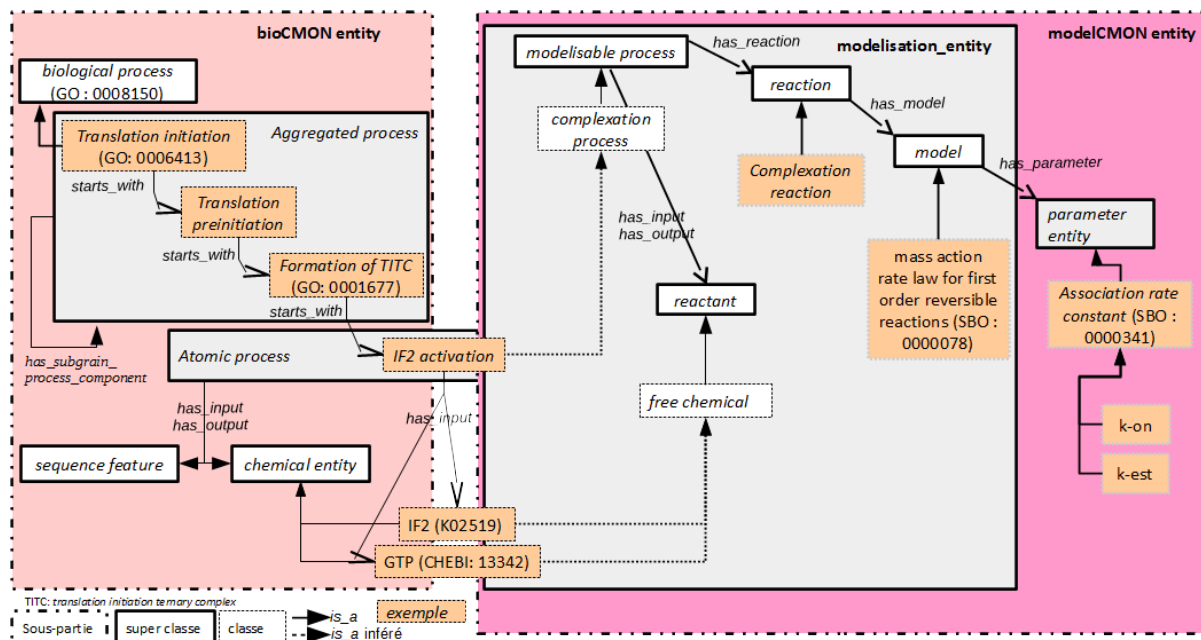 bioCMON entity
biological process
(GO : 0008150)
Aggregated process
Translation initiation
(GO: 0006413)
starts_with
Translation
preinitiation
starts_with
Formation of TITC
(GO: 0001677)
starts_with
has_subgrain_
process_component
Atomic process
IF2 activation
has_input
has_output
has_input
sequence feature
chemical entity
IF2 (K02519)
GTP (CHEBI: 13342)
modelisation_entity
modelisable process
has_reaction
complexation
process
reaction
has_model
Complexation
reaction
model
has_input
has_output
reactant
free chemical
mass action
rate law for first
order reversible
reactions (SBO :
0000078)
modelCMON entity
has_parameter
parameter
entity
Association rate
constant (SBO :
0000341)
k-on
k-est
TITC: translation initiation ternary complex
Sous-partie
super classe
classe
is_a
is_a inféré
exemple